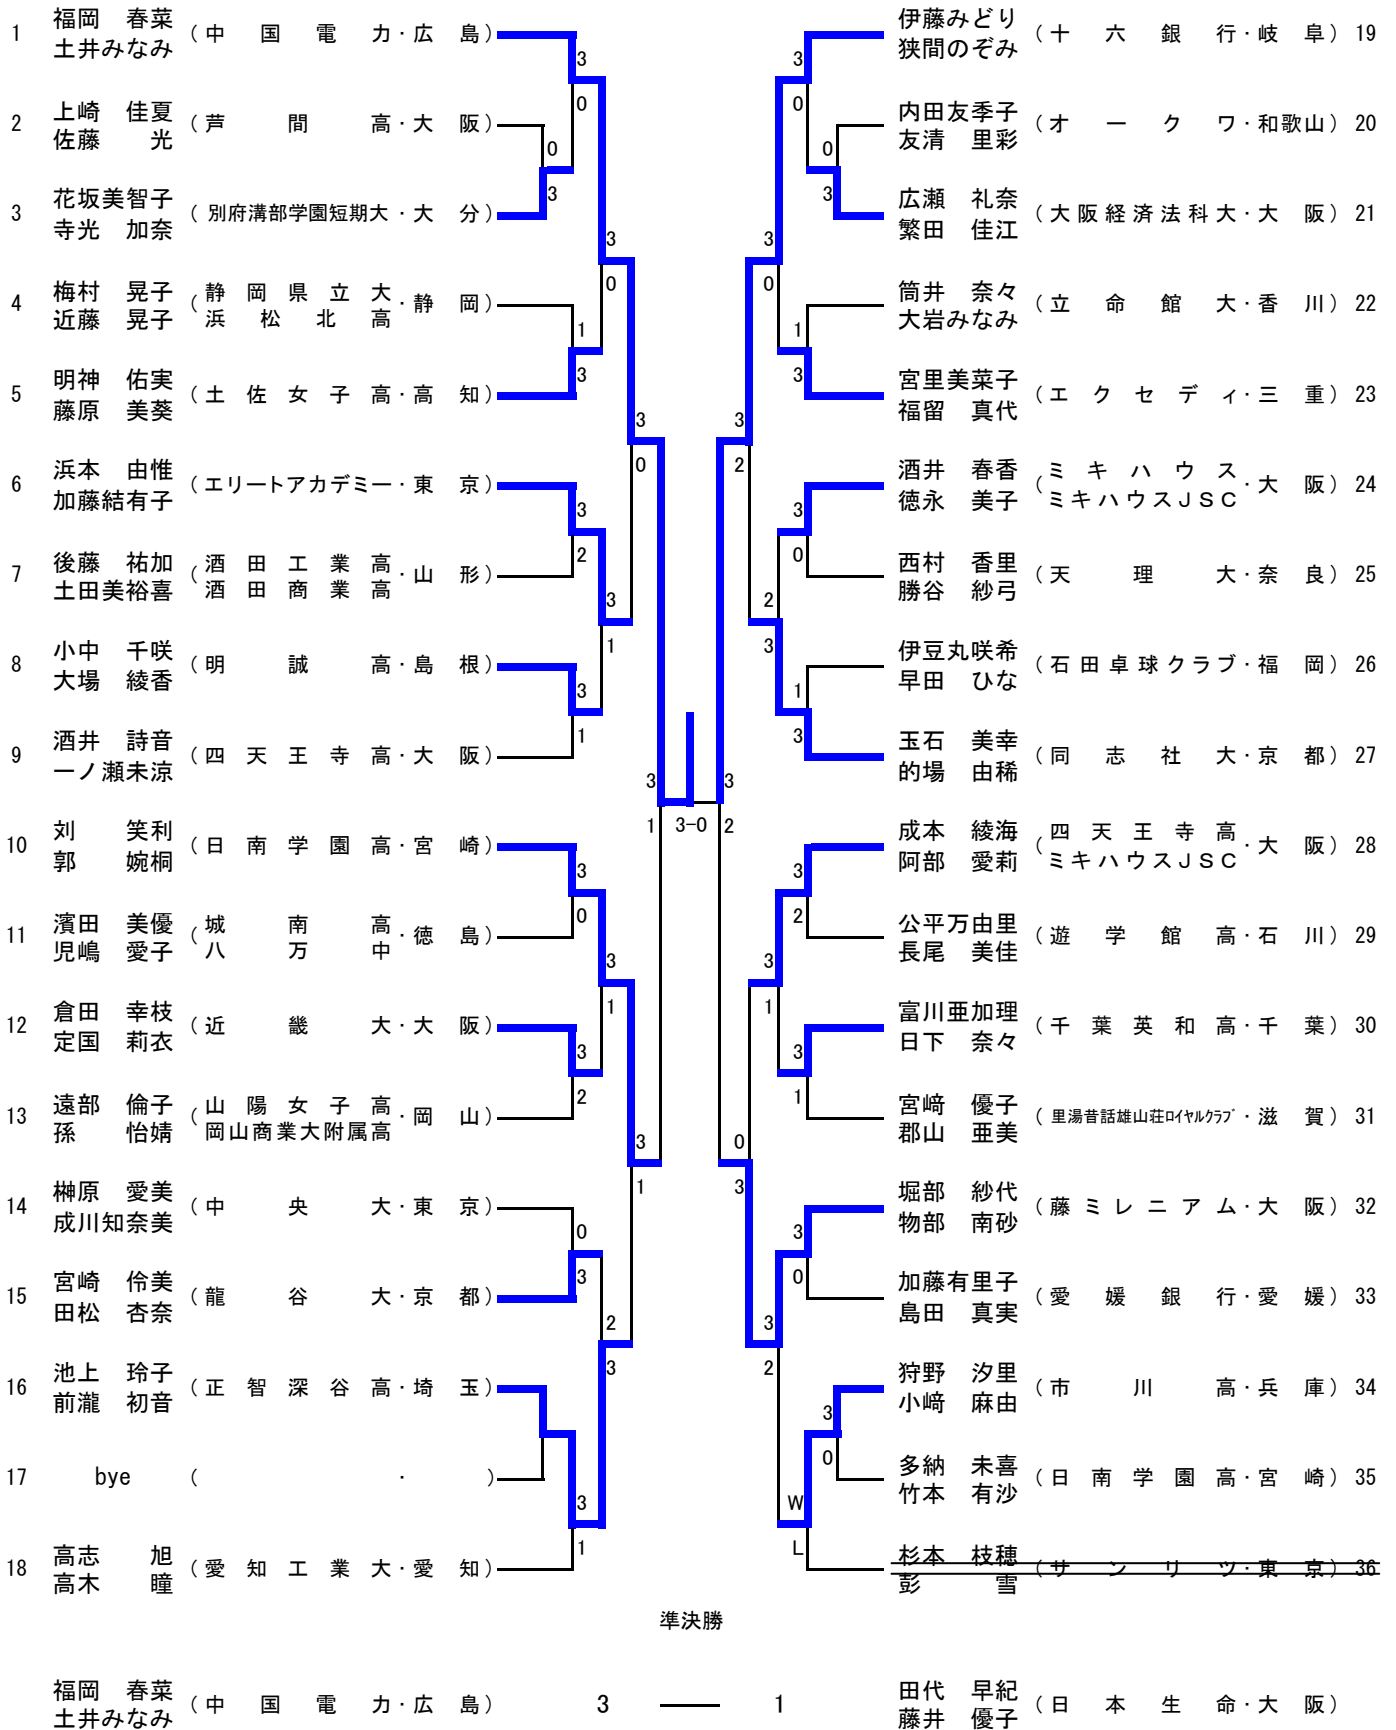 1 福岡 春菜 土井みなみ (中国電力・広島)
2 上崎 佳夏 佐藤 光 (芦間高・大阪)
3 花坂美智子 寺光 加奈 (別府溝部学園短期大・大分)
4 梅村 晃子 近藤 晃子 (静岡県立大 浜松北高・静岡)
5 明神 佑実 藤原 美葵 (土佐女子高・高知)
6 浜本 由惟 加藤結有子 (エリートアカデミー・東京)
7 後藤 祐加 土田美裕喜 (酒田工業高 酒田商業高・山形)
8 小中 千咲 大場 綾香 (明誠高・島根)
9 酒井 詩音 一ノ瀬未涼 (四天王寺高・大阪)
10 刘 笑利 郭 婉桐 (日南学園高・宮崎)
11 濱田 美優 児嶋 愛子 (城南高 八万中・徳島)
12 倉田 幸枝 定国 莉衣 (近畿大・大阪)
13 遠部 倫子 孫 怡婧 (山陽女子高 岡山商業大附属高・岡山)
14 榊原 愛美 成川知奈美 (中央大・東京)
15 宮崎 伶美 田松 杏奈 (龍谷大・京都)
16 池上 玲子 前瀧 初音 (正智深谷高・埼玉)
17 bye ( ・ )
18 高志 旭 高木 瞳 (愛知工業大・愛知)
3
0
0
3
3
0
1
3
3
0
3
2
3
1
3
1
3
1
3
0
3
1
3
2
3
1
0
3
2
3
3
1
3-0
伊藤みどり 狭間のぞみ (十六銀行・岐阜) 19
内田友季子 友清 里彩 (オークワ・和歌山) 20
広瀬 礼奈 繁田 佳江 (大阪経済法科大・大阪) 21
筒井 奈々 大岩みなみ (立命館大・香川) 22
宮里美菜子 福留 真代 (エクセディ・三重) 23
酒井 春香 徳永 美子 (ミキハウス ミキハウスJSC・大阪) 24
西村 香里 勝谷 紗弓 (天理大・奈良) 25
伊豆丸咲希 早田 ひな (石田卓球クラブ・福岡) 26
玉石 美幸 的場 由稀 (同志社大・京都) 27
成本 綾海 阿部 愛莉 (四天王寺高 ミキハウスJSC・大阪) 28
公平万由里 長尾 美佳 (遊学館高・石川) 29
富川亜加理 日下 奈々 (千葉英和高・千葉) 30
宮﨑 優子 郡山 亜美 (里湯昔話雄山荘ロイヤルクラブ・滋賀) 31
堀部 紗代 物部 南砂 (藤ミレニアム・大阪) 32
加藤有里子 島田 真実 (愛媛銀行・愛媛) 33
狩野 汐里 小﨑 麻由 (市川高・兵庫) 34
多納 未喜 竹本 有沙 (日南学園高・宮崎) 35
杉本 枝穂 彭 雪 (サンリツ・東京) 36
3
0
0
3
3
0
1
3
3
2
3
0
2
3
1
3
3
2
3
2
3
1
3
1
0
3
3
0
3
2
3
0
W
L
準決勝
福岡 春菜 土井みなみ (中国電力・広島) 3 ― 1 田代 早紀 藤井 優子 (日本生命・大阪)